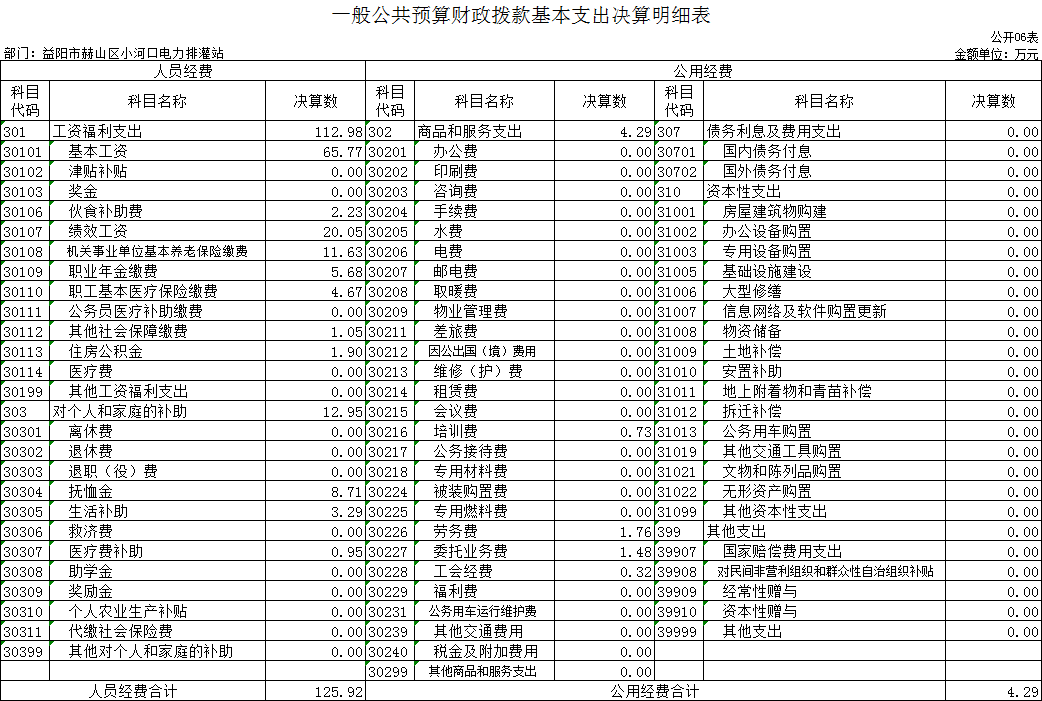 一般公共预算财政拨款基本支出决算明细表
公开06表
部门：益阳市赫山区小河口电力排灌站 金额单位：万元
人员经费 公用经费
科目代码 科目名称 决算数 科目代码 科目名称 决算数 科目代码 科目名称 决算数
301 工资福利支出 112.98 302 商品和服务支出 4.29 307 债务利息及费用支出 0.00
30101 基本工资 65.77 30201 办公费 0.00 30701 国内债务付息 0.00
30102 津贴补贴 0.00 30202 印刷费 0.00 30702 国外债务付息 0.00
30103 奖金 0.00 30203 咨询费 0.00 310 资本性支出 0.00
30106 伙食补助费 2.23 30204 手续费 0.00 31001 房屋建筑物购建 0.00
30107 绩效工资 20.05 30205 水费 0.00 31002 办公设备购置 0.00
30108 机关事业单位基本养老保险缴费 11.63 30206 电费 0.00 31003 专用设备购置 0.00
30109 职业年金缴费 5.68 30207 邮电费 0.00 31005 基础设施建设 0.00
30110 职工基本医疗保险缴费 4.67 30208 取暖费 0.00 31006 大型修缮 0.00
30111 公务员医疗补助缴费 0.00 30209 物业管理费 0.00 31007 信息网络及软件购置更新 0.00
30112 其他社会保障缴费 1.05 30211 差旅费 0.00 31008 物资储备 0.00
30113 住房公积金 1.90 30212 因公出国（境）费用 0.00 31009 土地补偿 0.00
30114 医疗费 0.00 30213 维修（护）费 0.00 31010 安置补助 0.00
30199 其他工资福利支出 0.00 30214 租赁费 0.00 31011 地上附着物和青苗补偿 0.00
303 对个人和家庭的补助 12.95 30215 会议费 0.00 31012 拆迁补偿 0.00
30301 离休费 0.00 30216 培训费 0.73 31013 公务用车购置 0.00
30302 退休费 0.00 30217 公务接待费 0.00 31019 其他交通工具购置 0.00
30303 退职（役）费 0.00 30218 专用材料费 0.00 31021 文物和陈列品购置 0.00
30304 抚恤金 8.71 30224 被装购置费 0.00 31022 无形资产购置 0.00
30305 生活补助 3.29 30225 专用燃料费 0.00 31099 其他资本性支出 0.00
30306 救济费 0.00 30226 劳务费 1.76 399 其他支出 0.00
30307 医疗费补助 0.95 30227 委托业务费 1.48 39907 国家赔偿费用支出 0.00
30308 助学金 0.00 30228 工会经费 0.32 39908 对民间非营利组织和群众性自治组织补贴 0.00
30309 奖励金 0.00 30229 福利费 0.00 39909 经常性赠与 0.00
30310 个人农业生产补贴 0.00 30231 公务用车运行维护费 0.00 39910 资本性赠与 0.00
30311 代缴社会保险费 0.00 30239 其他交通费用 0.00 39999 其他支出 0.00
30399 其他对个人和家庭的补助 0.00 30240 税金及附加费用 0.00
30299 其他商品和服务支出 0.00
人员经费合计 125.92 公用经费合计 4.29